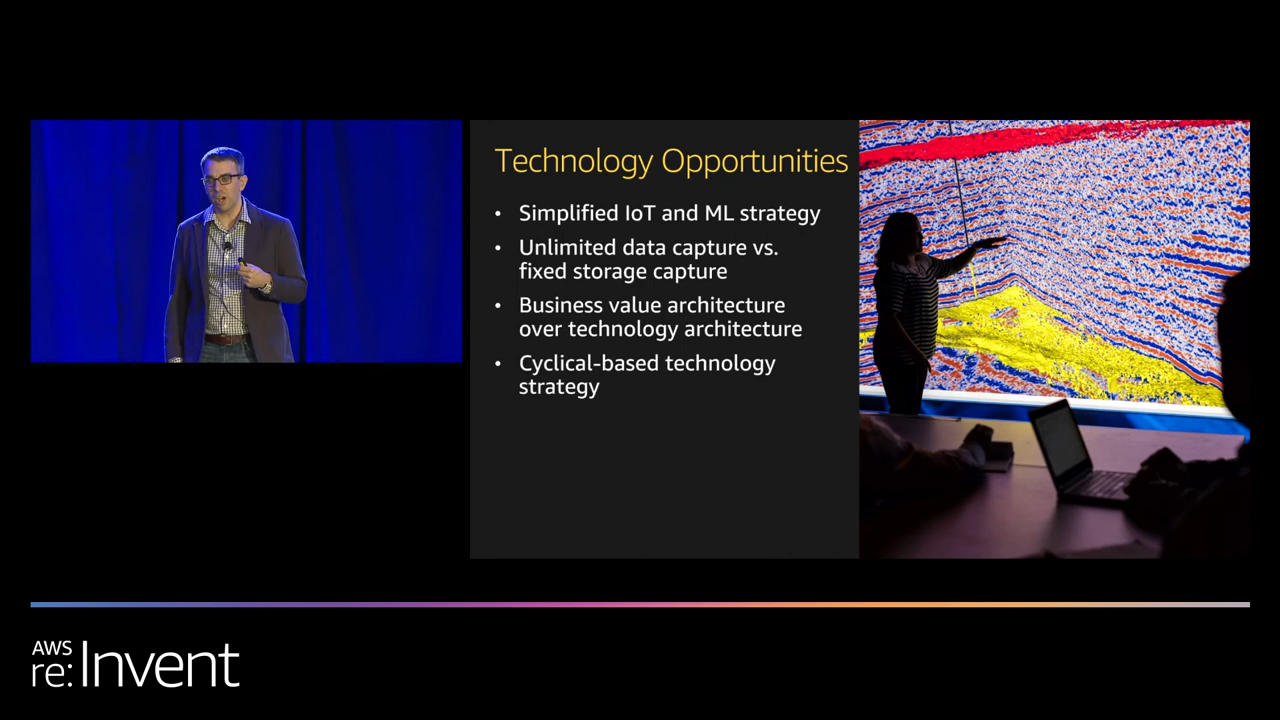 Technology Opportunities
• Simplified IoT and ML strategy
• Unlimited data capture vs.
fixed storage capture
• Business value architecture
over technology architecture
• Cyclical-based technology
strategy
AWS
re:Invent